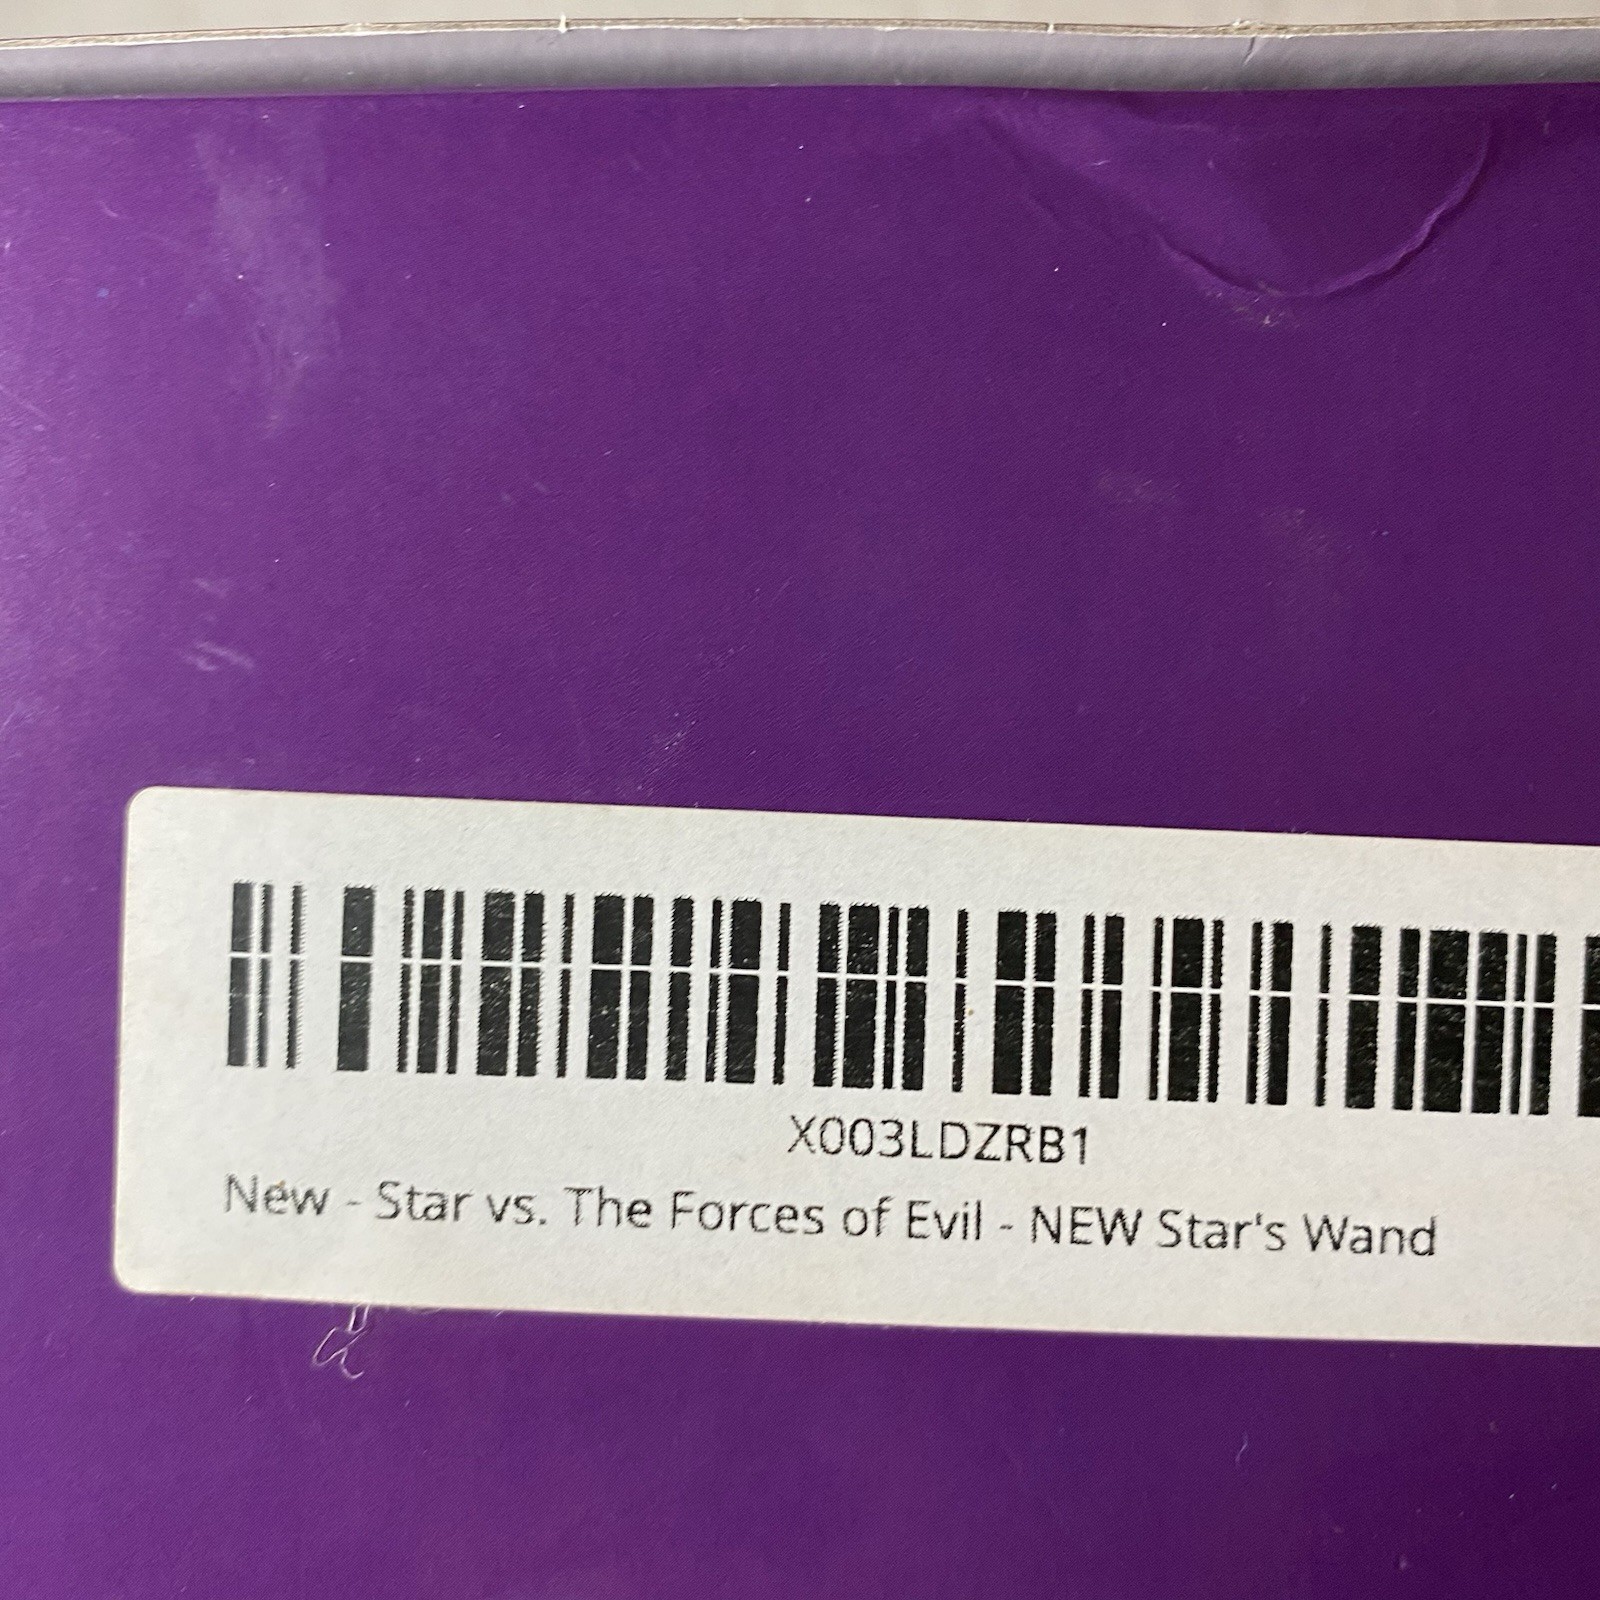 X003LDZRB1
New - Star vs. The Forces of Evil - NEW Star's Wand